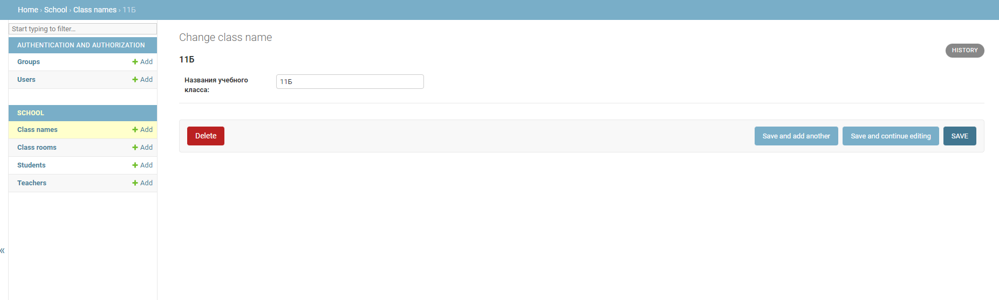 Home › School › Class names › 11Б
Start typing to filter...
AUTHENTICATION AND AUTHORIZATION
Groups Add
Users Add
SCHOOL
Class names Add
Class rooms Add
Students Add
Teachers Add
«
Change class name
HISTORY
11Б
Названия учебного
класса:
11Б
Delete Save and add another Save and continue editing SAVE